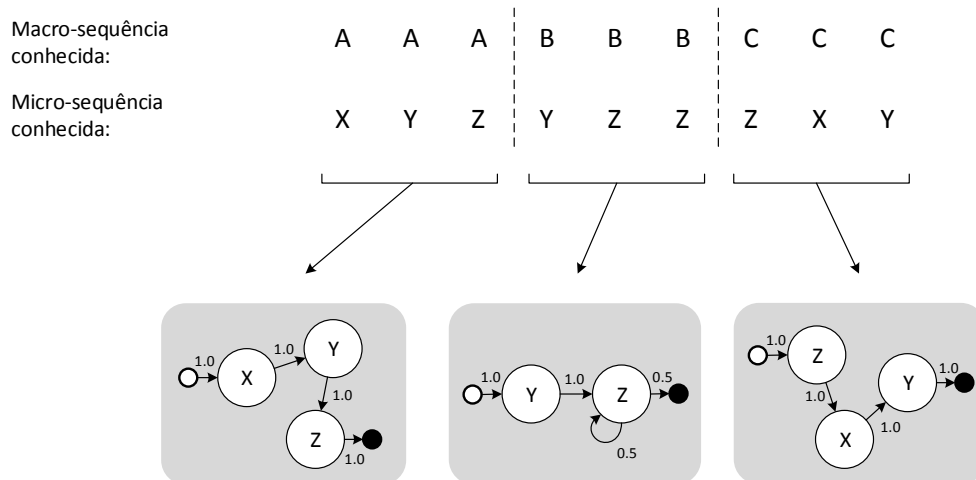 Macro-sequência
conhecida:
A A A B B B C C C
Micro-sequência
conhecida:
X Y Z Y Z Z Z X Y
1.0 X 1.0 Y 1.0 Z 1.0
1.0 Y 1.0 Z 0.5 0.5
1.0 Z 1.0 X 1.0 Y 1.0